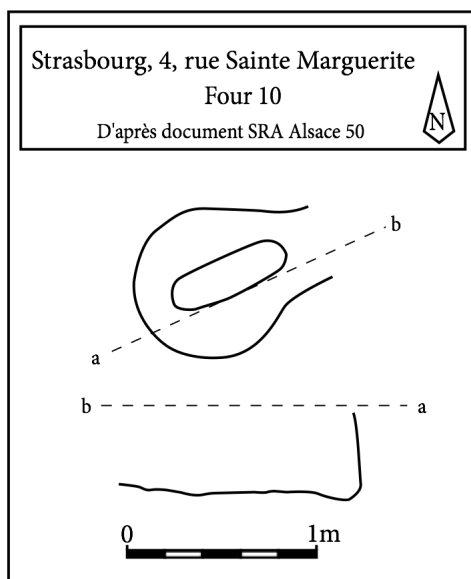 Strasbourg, 4, rue Sainte Marguerite
Four 10
D'après document SRA Alsace 50
N
b
a
b
a
0 1m